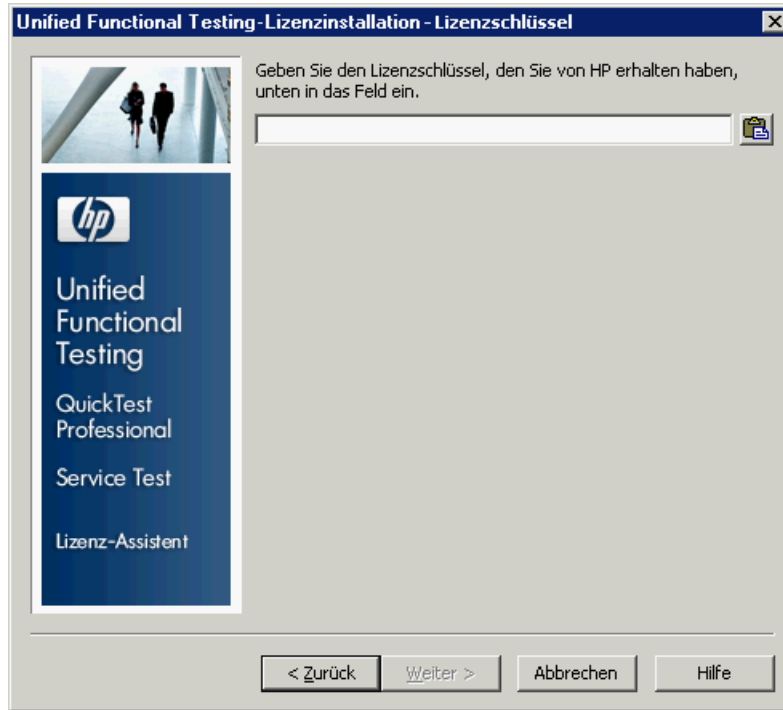 Unified Functional Testing-Lizenzinstallation - Lizenzschlüssel
Geben Sie den Lizenzschlüssel, den Sie von HP erhalten haben,
unten in das Feld ein.
hp
Unified
Functional
Testing
QuickTest
Professional
Service Test
Lizenz-Assistent
< Zurück
Weiter >
Abbrechen
Hilfe